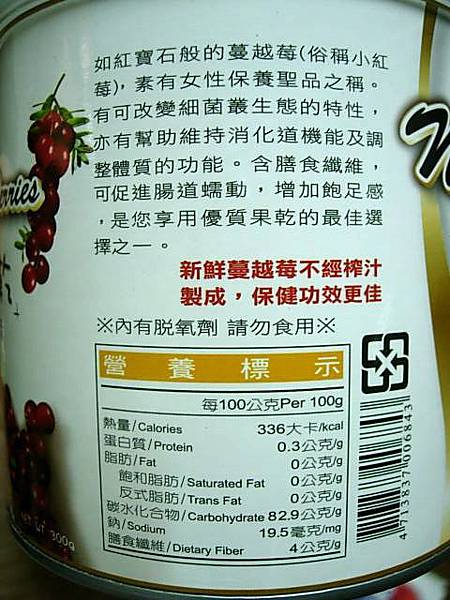 如紅寶石般的蔓越莓(俗稱小紅
莓)，素有女性保養聖品之稱。
有可改變細菌叢生態的特性，
亦有幫助維持消化道機能及調
整體質的功能。含膳食纖維，
可促進腸道蠕動，增加飽足感
，是您享用優質果乾的最佳選
擇之一。
新鮮蔓越莓不經榨汁
製成，保健功效更佳
※內有脫氧劑 請勿食用※
營養標示
每100公克Per 100g
熱量/Calories 336大卡/kcal
蛋白質/Protein 0.3公克/g
脂肪/Fat 0公克/g
飽和脂肪/Saturated Fat 0公克/g
反式脂肪/Trans Fat 0公克/g
碳水化合物/Carbohydrate 82.9公克/g
鈉/Sodium 19.5毫克/mg
膳食纖維/Dietary Fiber 4公克/g
4713837006843
300g